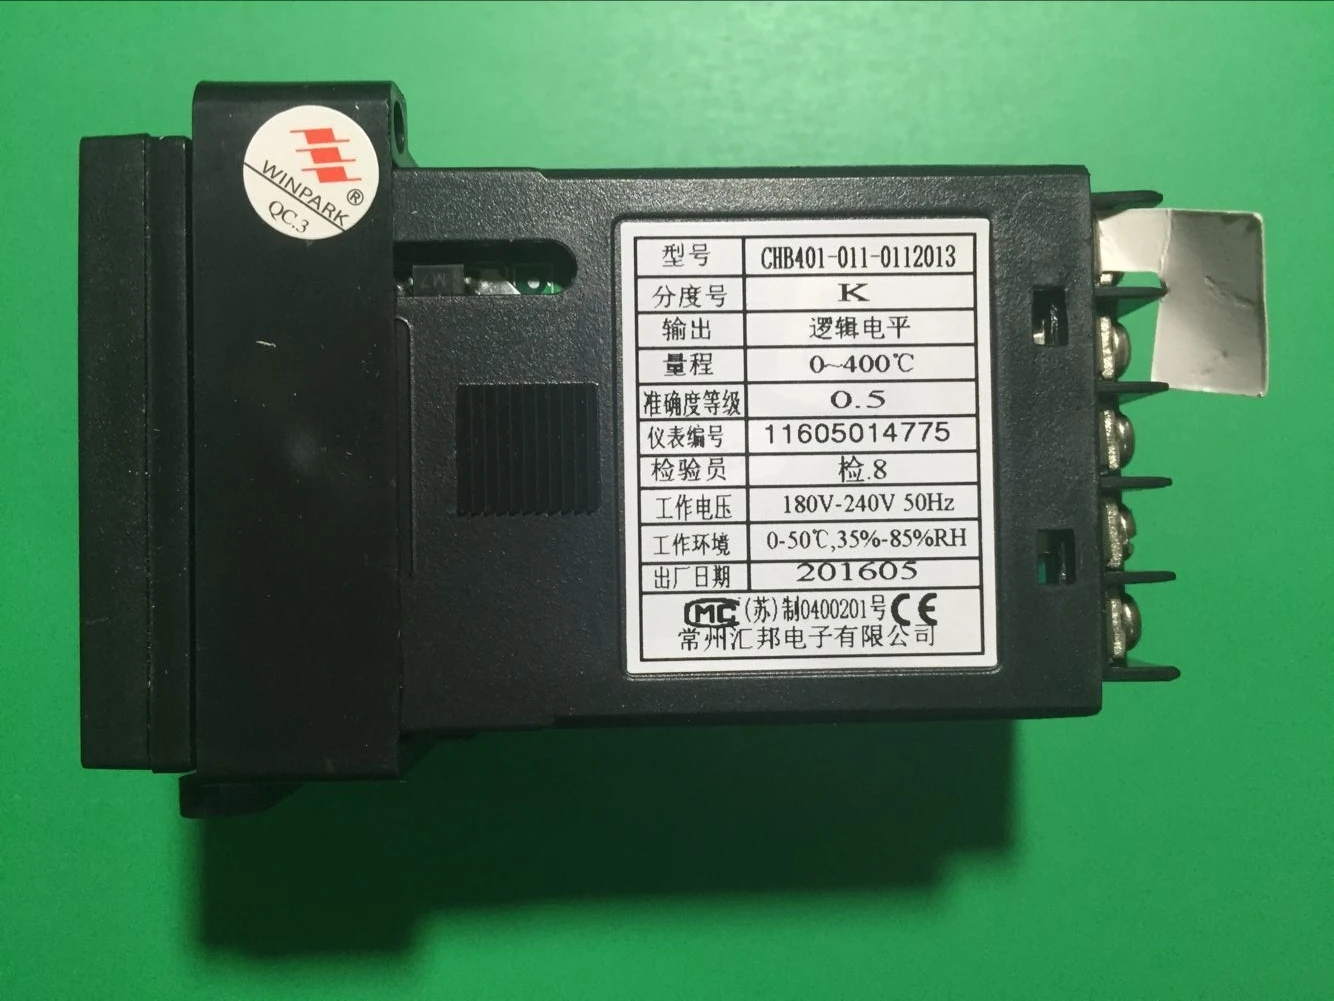 WINPARK ®
QC.3
M7
型号 CHB401-011-0112013
分度号 K
输出 逻辑电平
量程 0~400℃
准确度等级 0.5
仪表编号 11605014775
检验员 检.8
工作电压 180V-240V 50Hz
工作环境 0-50℃,35%-85%RH
出厂日期 201605
MC (苏)制0400201号 CE
常州汇邦电子有限公司